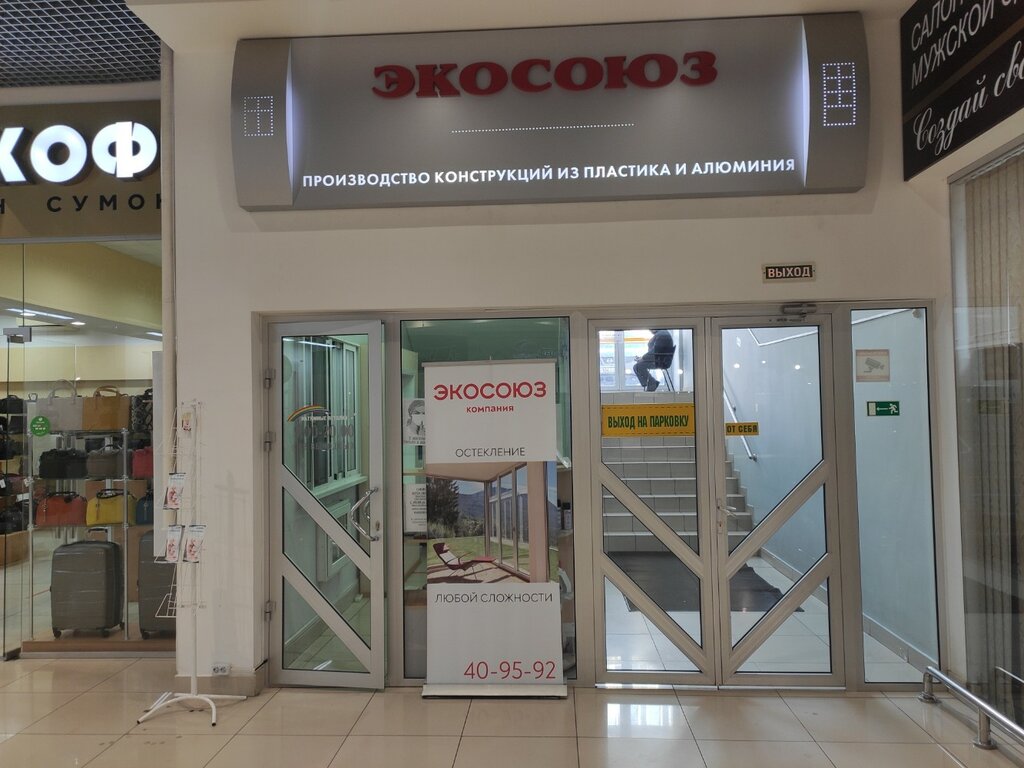 ЭКОСОЮЗ
ПРОИЗВОДСТВО КОНСТРУКЦИЙ ИЗ ПЛАСТИКА И АЛЮМИНИЯ
КОФ
СУМОК
САЛОН
МУЖСКОЙ
Создай
ВЫХОД
ЭКОСОЮЗ
компания
ОСТЕКЛЕНИЕ
ЛЮБОЙ СЛОЖНОСТИ
40-95-92
ВЫХОД НА ПАРКОВКУ
ОТ СЕБЯ